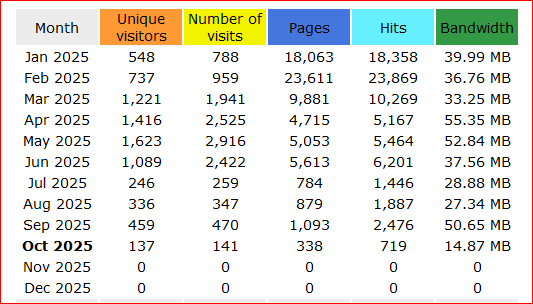 Month Unique visitors Number of visits Pages Hits Bandwidth
Jan 2025 548 788 18,063 18,358 39.99 MB
Feb 2025 737 959 23,611 23,869 36.76 MB
Mar 2025 1,221 1,941 9,881 10,269 33.25 MB
Apr 2025 1,416 2,525 4,715 5,167 55.35 MB
May 2025 1,623 2,916 5,053 5,464 52.84 MB
Jun 2025 1,089 2,422 5,613 6,201 37.56 MB
Jul 2025 246 259 784 1,446 28.88 MB
Aug 2025 336 347 879 1,887 27.34 MB
Sep 2025 459 470 1,093 2,476 50.65 MB
Oct 2025 137 141 338 719 14.87 MB
Nov 2025 0 0 0 0 0
Dec 2025 0 0 0 0 0